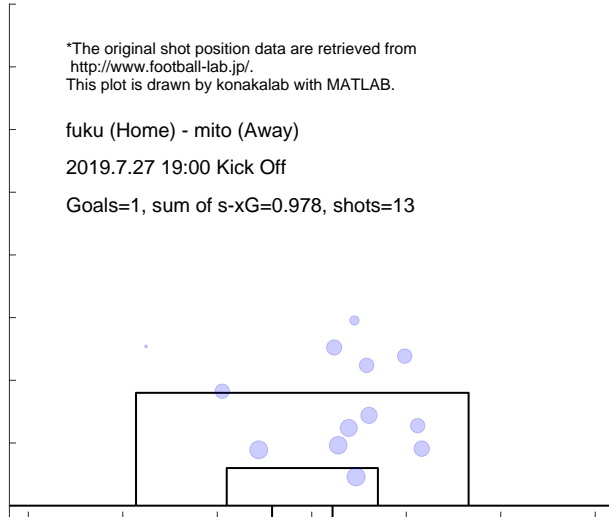 *The original shot position data are retrieved from
http://www.football-lab.jp/.
This plot is drawn by konakalab with MATLAB.
fuku (Home) - mito (Away)
2019.7.27 19:00 Kick Off
Goals=1, sum of s-xG=0.978, shots=13